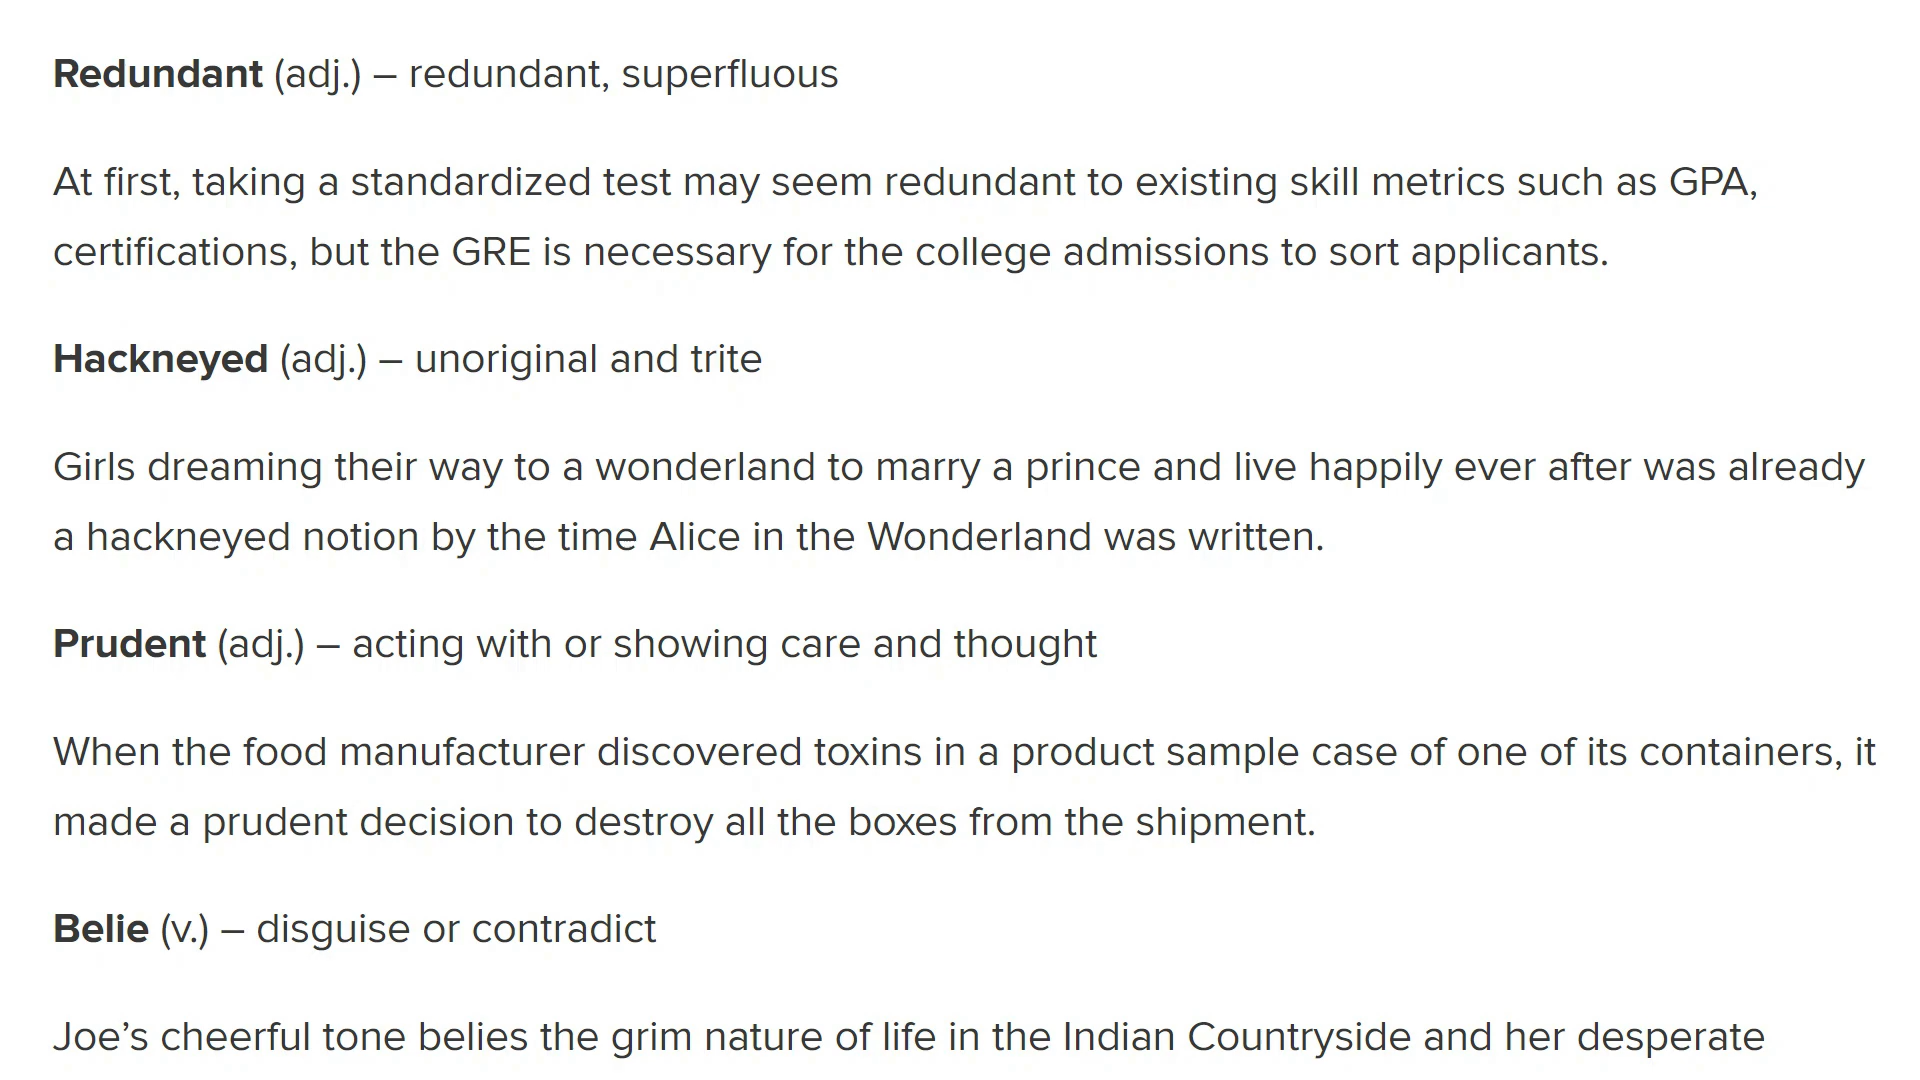 Redundant (adj.) – redundant, superfluous
At first, taking a standardized test may seem redundant to existing skill metrics such as GPA,
certifications, but the GRE is necessary for the college admissions to sort applicants.
Hackneyed (adj.) – unoriginal and trite
Girls dreaming their way to a wonderland to marry a prince and live happily ever after was already
a hackneyed notion by the time Alice in the Wonderland was written.
Prudent (adj.) – acting with or showing care and thought
When the food manufacturer discovered toxins in a product sample case of one of its containers, it
made a prudent decision to destroy all the boxes from the shipment.
Belie (v.) – disguise or contradict
Joe’s cheerful tone belies the grim nature of life in the Indian Countryside and her desperate